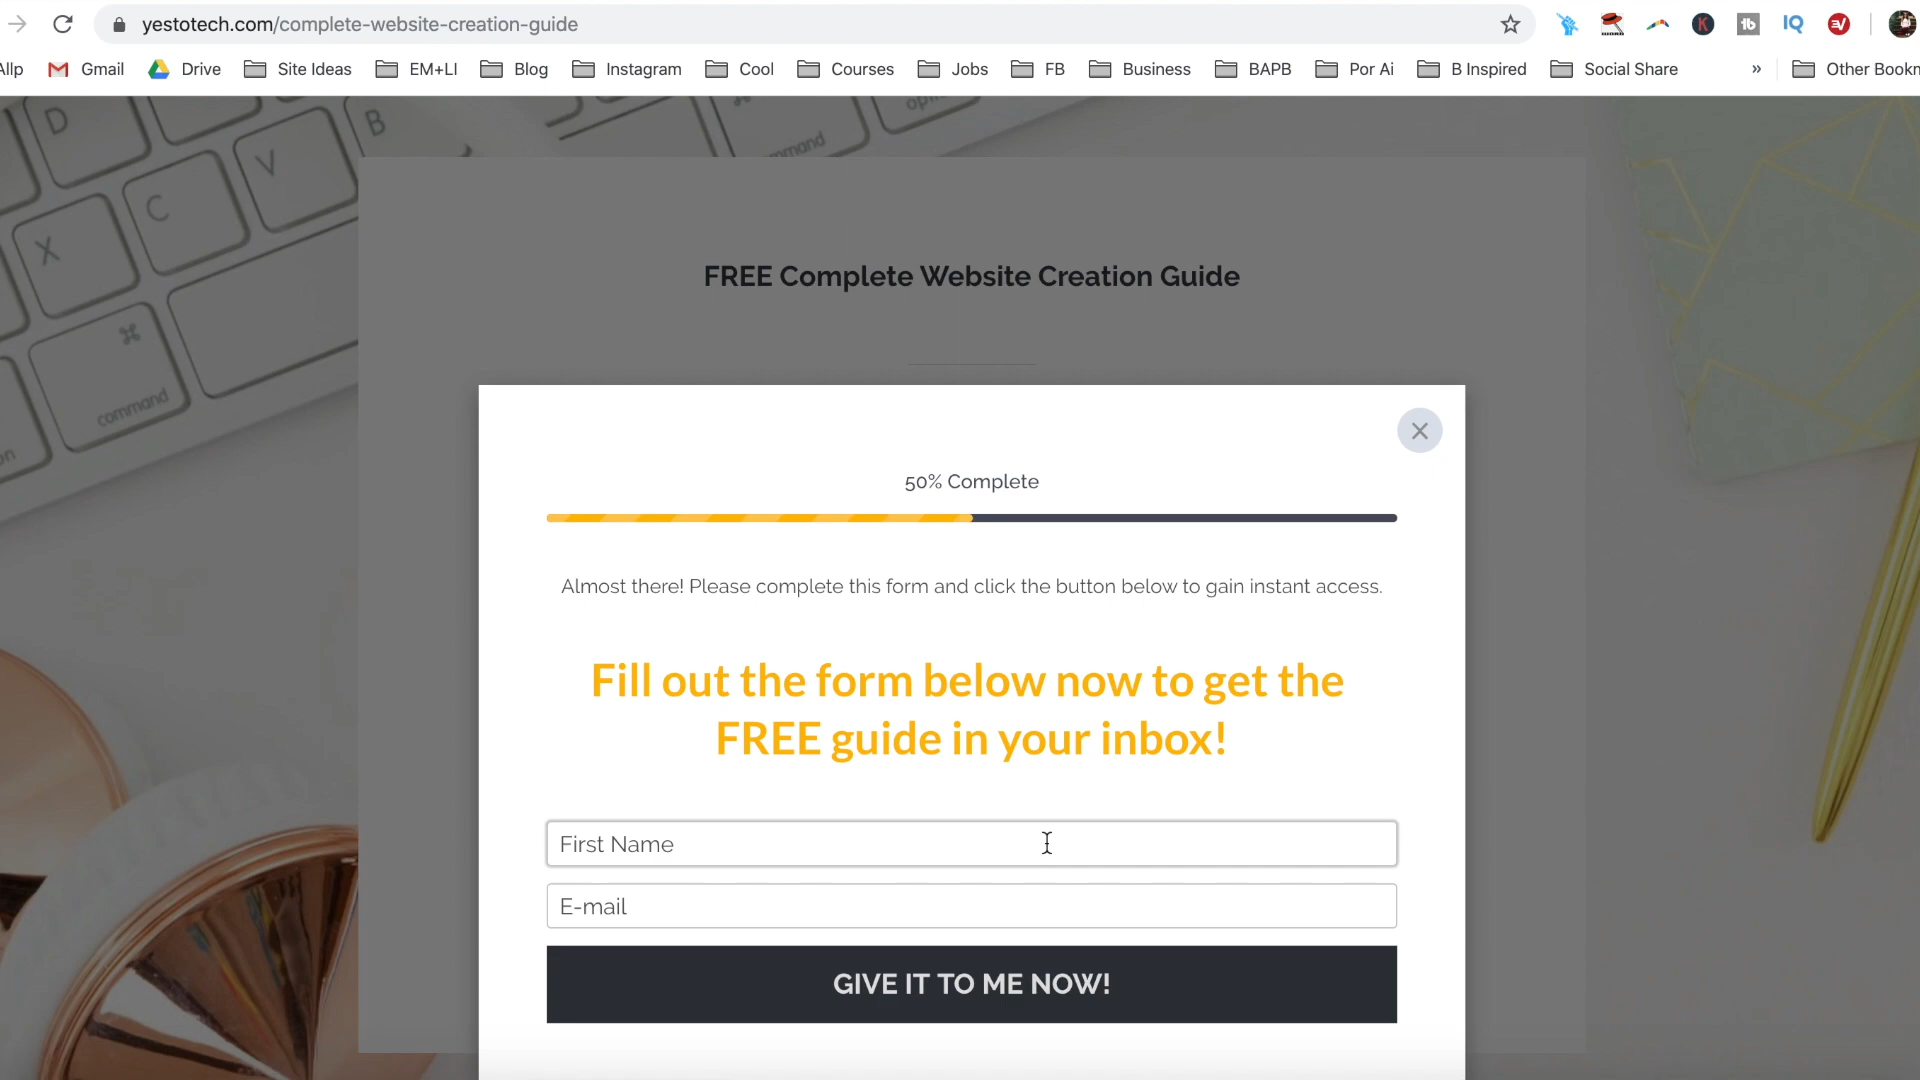 yestotech.com/complete-website-creation-guide
Allp Gmail Drive Site Ideas EM+LI Blog Instagram Cool Courses Jobs FB Business BAPB Por Ai B Inspired Social Share » Other Bookn
D B
option
command
V
C
X
command
FREE Complete Website Creation Guide
50% Complete
Almost there! Please complete this form and click the button below to gain instant access.
Fill out the form below now to get the
FREE guide in your inbox!
First Name
E-mail
GIVE IT TO ME NOW!